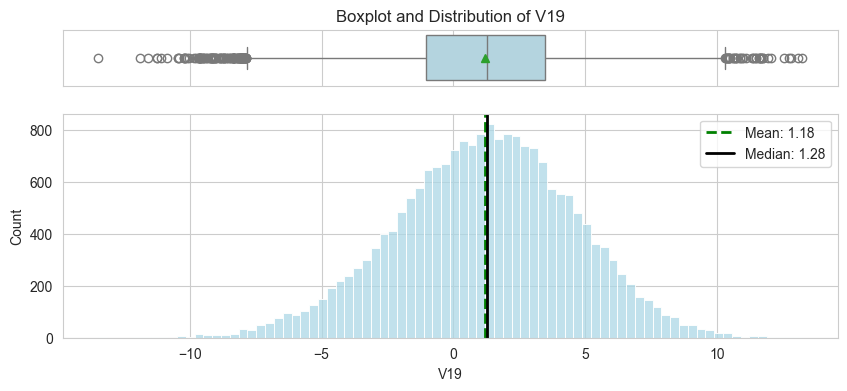 Boxplot and Distribution of V19
Mean: 1.18
Median: 1.28
Count
800
600
400
200
0
−10
−5
0
5
10
V19